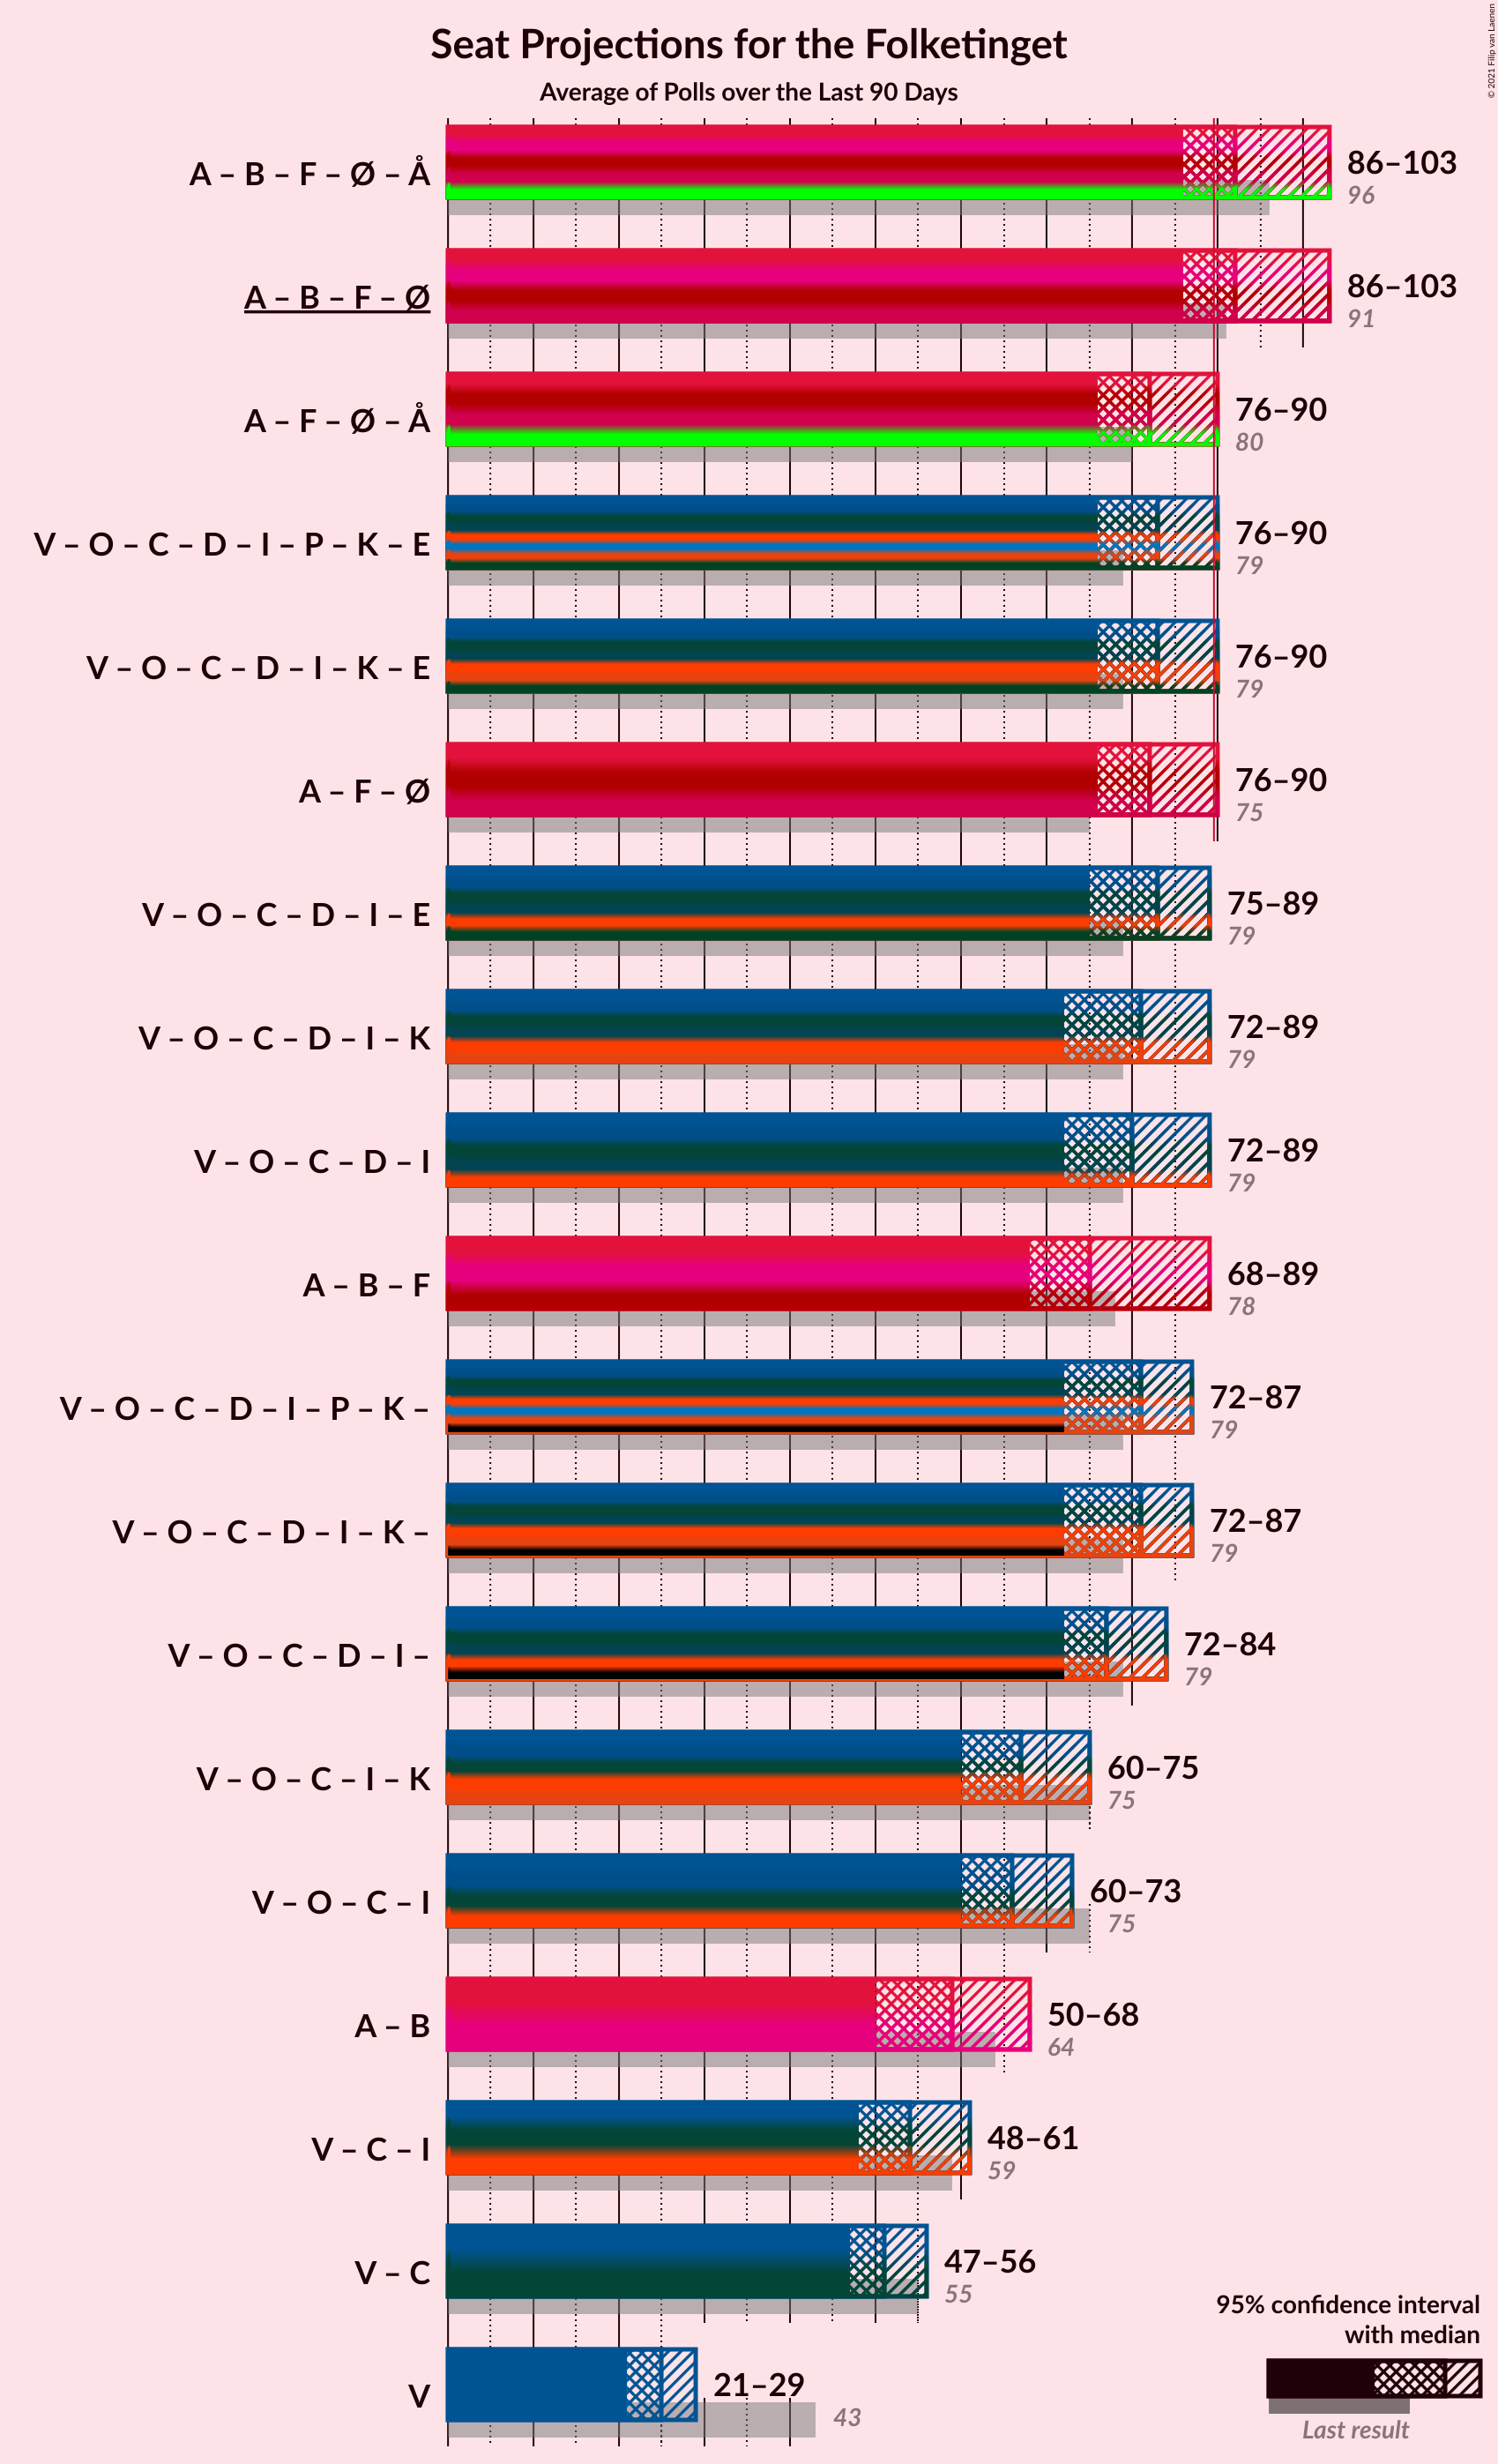 Seat Projections for the Folketinget
Average of Polls over the Last 90 Days
© 2021 Filip van Laenen
A – B – F – Ø – Å
86–103
96
A – B – F – Ø
86–103
91
A – F – Ø – Å
76–90
80
V – O – C – D – I – P – K – E
76–90
79
V – O – C – D – I – K – E
76–90
79
A – F – Ø
76–90
75
V – O – C – D – I – E
75–89
79
V – O – C – D – I – K
72–89
79
V – O – C – D – I
72–89
79
A – B – F
68–89
78
V – O – C – D – I – P – K –
72–87
79
V – O – C – D – I – K –
72–87
79
V – O – C – D – I –
72–84
79
V – O – C – I – K
60–75
75
V – O – C – I
60–73
75
A – B
50–68
64
V – C – I
48–61
59
V – C
47–56
55
V
21–29
43
95% confidence interval
with median
Last result